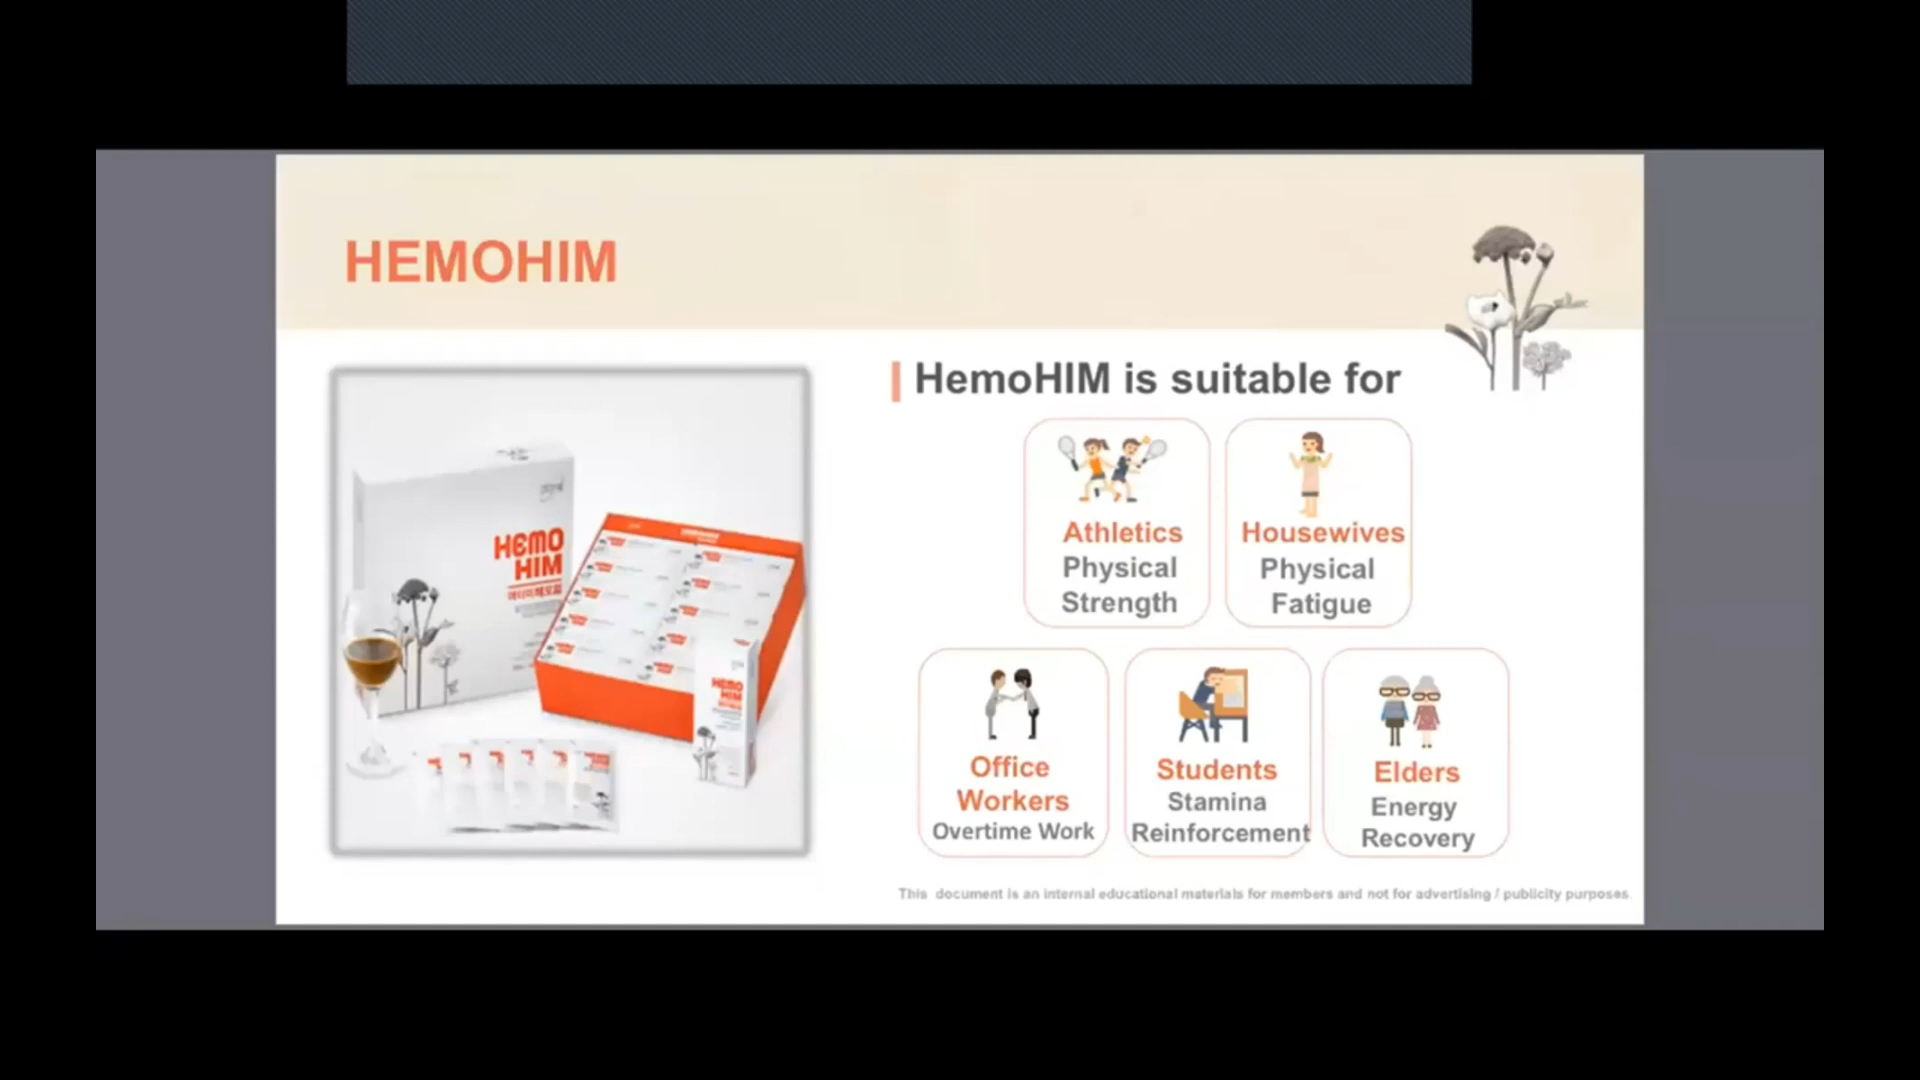 HEMOHIM
HemoHIM is suitable for
Athletics
Physical
Strength
Housewives
Physical
Fatigue
Office
Workers
Overtime Work
Students
Stamina
Reinforcement
Elders
Energy
Recovery
This document is an internal educational materials for members and not for advertising / publicity purposes.
HEMO
HIM
HEMO
HIM